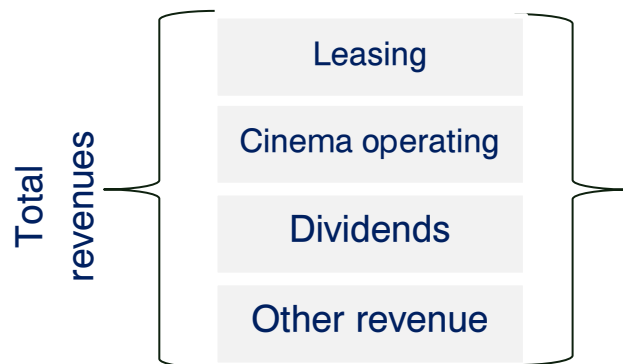 Total
revenues
Leasing
Cinema operating
Dividends
Other revenue